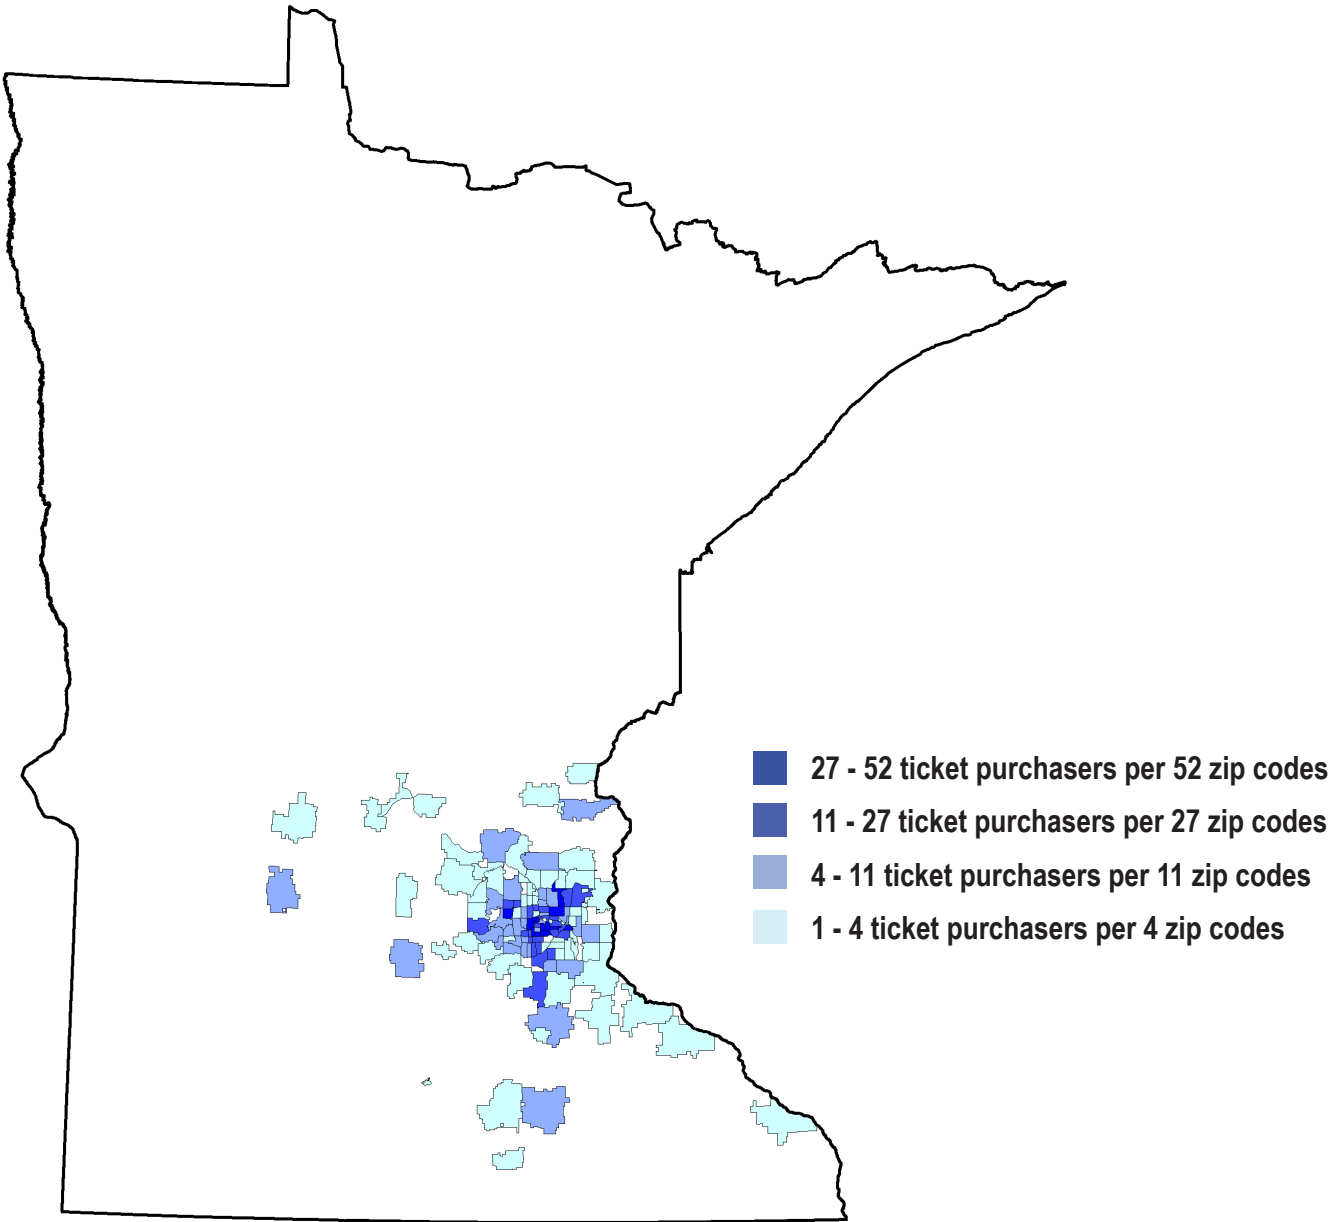 27 - 52 ticket purchasers per 52 zip codes
11 - 27 ticket purchasers per 27 zip codes
4 - 11 ticket purchasers per 11 zip codes
1 - 4 ticket purchasers per 4 zip codes